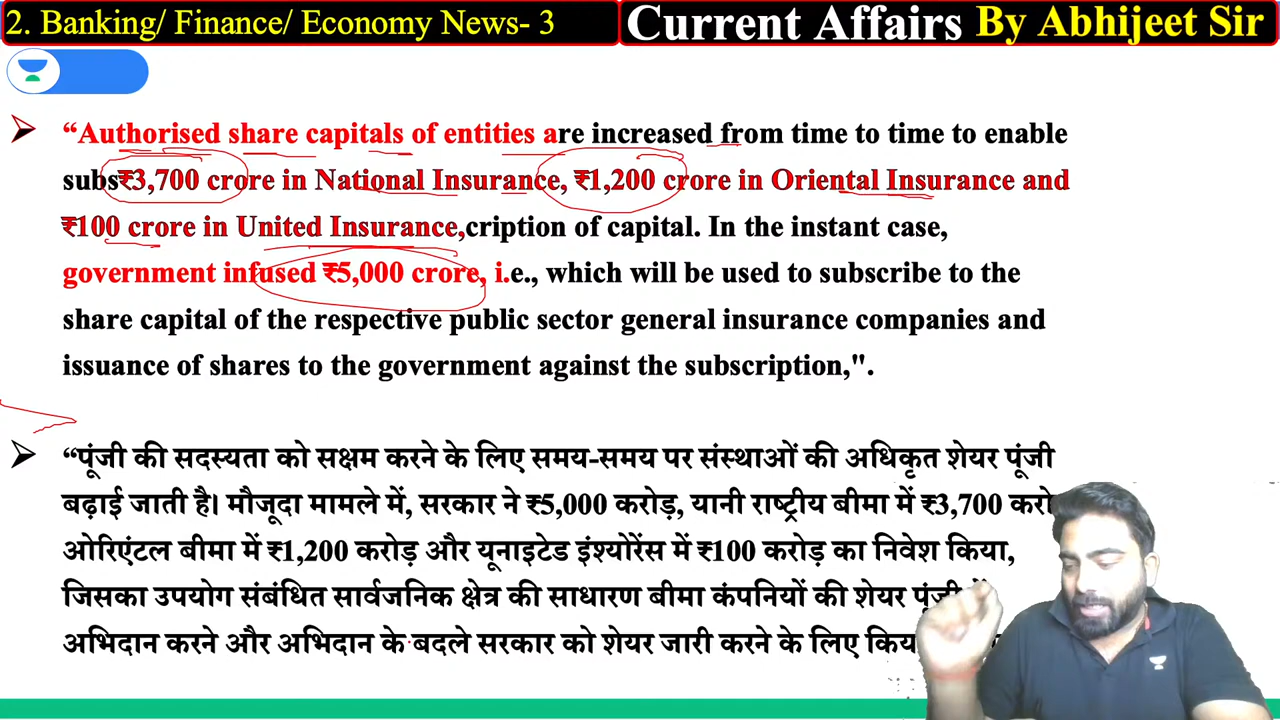 2. Banking/ Finance/ Economy News- 3
Current Affairs By Abhijeet Sir
“Authorised share capitals of entities are increased from time to time to enable
subs₹3,700 crore in National Insurance, ₹1,200 crore in Oriental Insurance and
₹100 crore in United Insurance,cription of capital. In the instant case,
government infused ₹5,000 crore, i.e., which will be used to subscribe to the
share capital of the respective public sector general insurance companies and
issuance of shares to the government against the subscription,".
“पूंजी की सदस्यता को सक्षम करने के लिए समय-समय पर संस्थाओं की अधिकृत शेयर पूंजी
बढ़ाई जाती है। मौजूदा मामले में, सरकार ने ₹5,000 करोड़, यानी राष्ट्रीय बीमा में ₹3,700
ओरिएंटल बीमा में ₹1,200 करोड़ और यूनाइटेड इंश्योरेंस में ₹100 करोड़ का निवेश किया,
जिसका उपयोग संबंधित सार्वजनिक क्षेत्र की साधारण बीमा कंपनियों की शेयर पूंजी
अभिदान करने और अभिदान के बदले सरकार को शेयर जारी करने के लिए